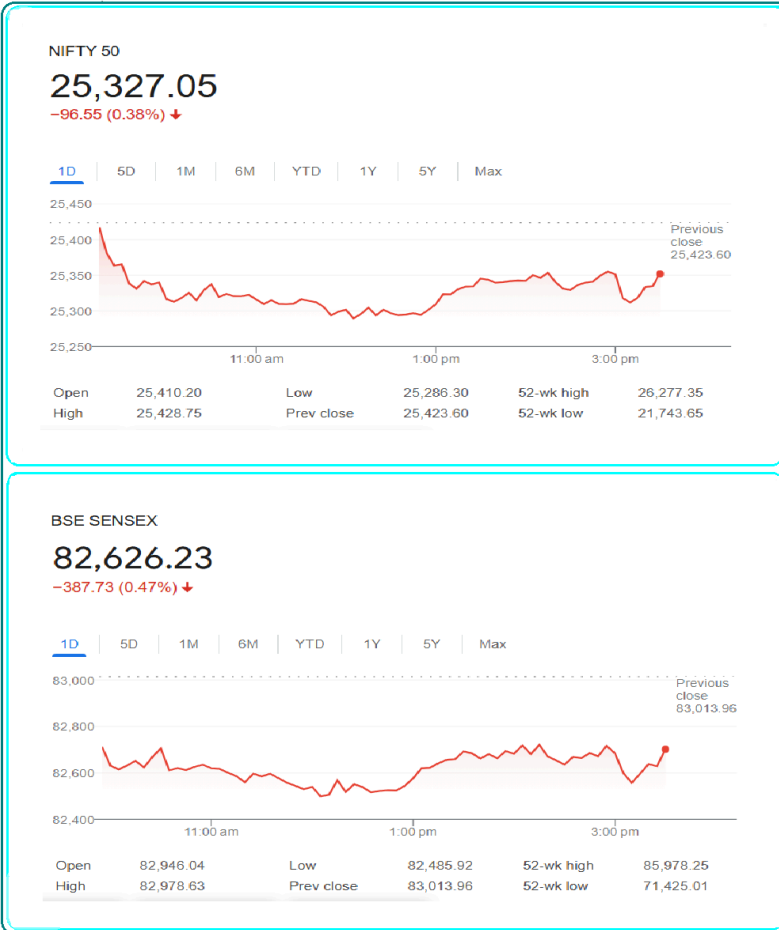 NIFTY 50
25,327.05
−96.55 (0.38%) ↓
1D 5D 1M 6M YTD 1Y 5Y Max
25,450
Previous
close
25,423.60
25,400
25,350
25,300
25,250
11:00 am 1:00 pm 3:00 pm
Open 25,410.20 Low 25,286.30 52-wk high 26,277.35
High 25,428.75 Prev close 25,423.60 52-wk low 21,743.65
BSE SENSEX
82,626.23
−387.73 (0.47%) ↓
1D 5D 1M 6M YTD 1Y 5Y Max
83,000
Previous
close
83,013.96
82,800
82,600
82,400
11:00 am 1:00 pm 3:00 pm
Open 82,946.04 Low 82,485.92 52-wk high 85,978.25
High 82,978.63 Prev close 83,013.96 52-wk low 71,425.01